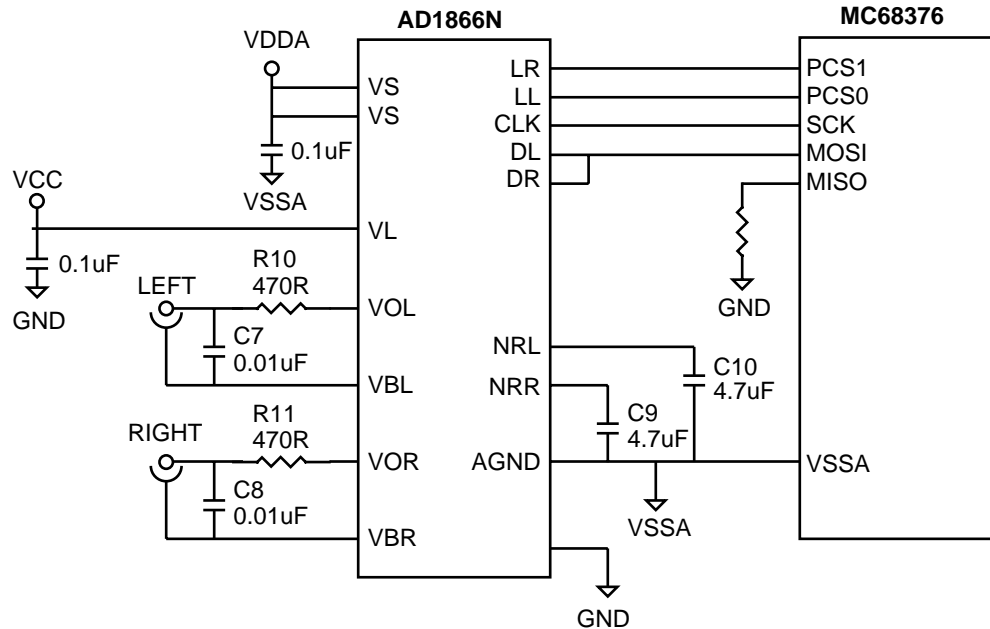 AD1866N
MC68376
VDDA
VS
VS
0.1uF
VSSA
VCC
VL
0.1uF
GND
LEFT
R10
470R
VOL
C7
0.01uF
VBL
RIGHT
R11
470R
VOR
C8
0.01uF
VBR
LR
LL
CLK
DL
DR
NRL
NRR
AGND
PCS1
PCS0
SCK
MOSI
MISO
GND
C10
4.7uF
C9
4.7uF
VSSA
VSSA
GND